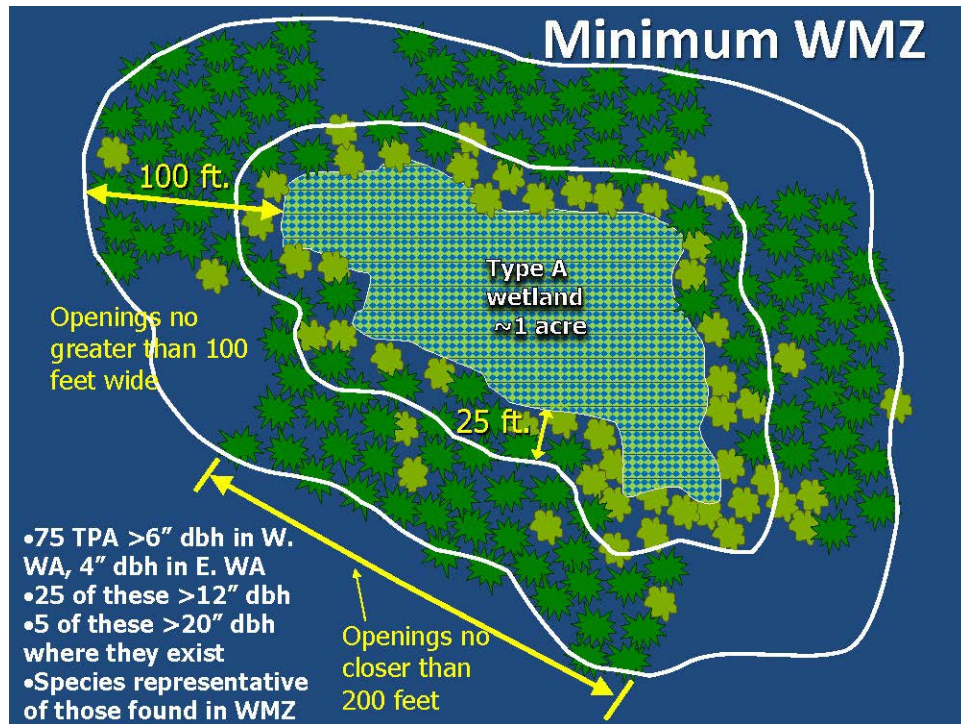 Minimum WMZ
100 ft.
Type A
wetland
~1 acre
Openings no
greater than 100
feet wide
25 ft.
•75 TPA >6” dbh in W.
WA, 4” dbh in E. WA
•25 of these >12” dbh
•5 of these >20” dbh
where they exist
•Species representative
of those found in WMZ
Openings no
closer than
200 feet